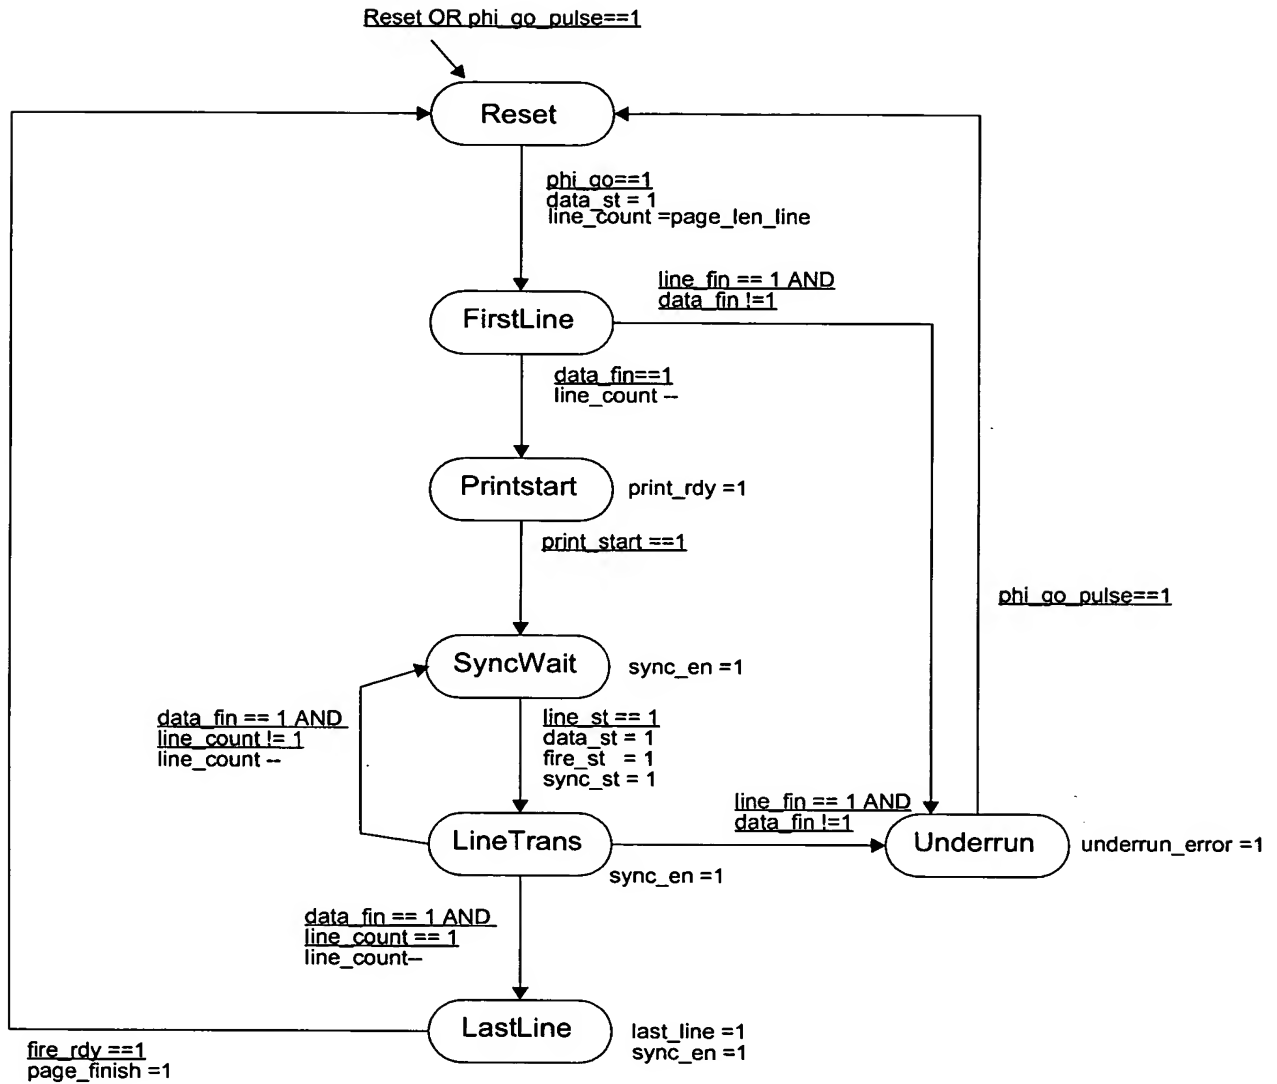 Reset OR phi_go_pulse==1
Reset
phi_go==1
data_st = 1
line_count =page_len_line
line_fin == 1 AND
data_fin !=1
FirstLine
data_fin==1
line_count --
Printstart
print_rdy =1
print_start ==1
phi_go_pulse==1
SyncWait
sync_en =1
data_fin == 1 AND
line_count != 1
line_count --
line_st == 1
data_st = 1
fire_st = 1
sync_st = 1
line_fin == 1 AND
data_fin !=1
LineTrans
sync_en =1
Underrun
underrun_error =1
data_fin == 1 AND
line_count == 1
line_count--
LastLine
last_line =1
sync_en =1
fire_rdy ==1
page_finish =1